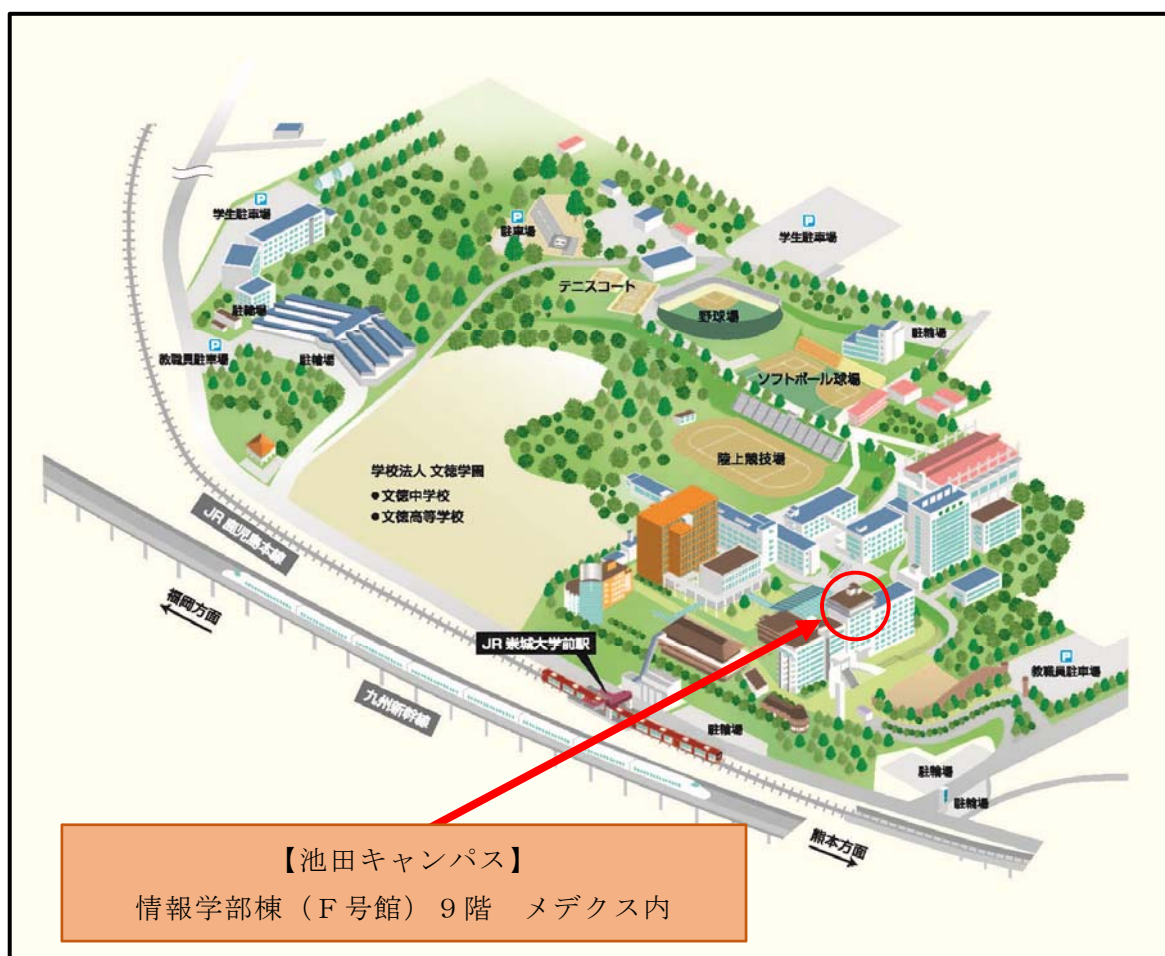 学生駐車場
駐車場
学生駐車場
テニスコート
野球場
駐輪場
駐輪場
教職員駐車場
駐輪場
ソフトボール球場
陸上競技場
学校法人 文徳学園
●文徳中学校
●文徳高等学校
JR 鹿児島本線
福岡方面
JR 崇城大学前駅
九州新幹線
教職員駐車場
駐輪場
駐輪場
駐輪場
熊本方面
【池田キャンパス】
情報学部棟（Ｆ号館）９階　メデクス内